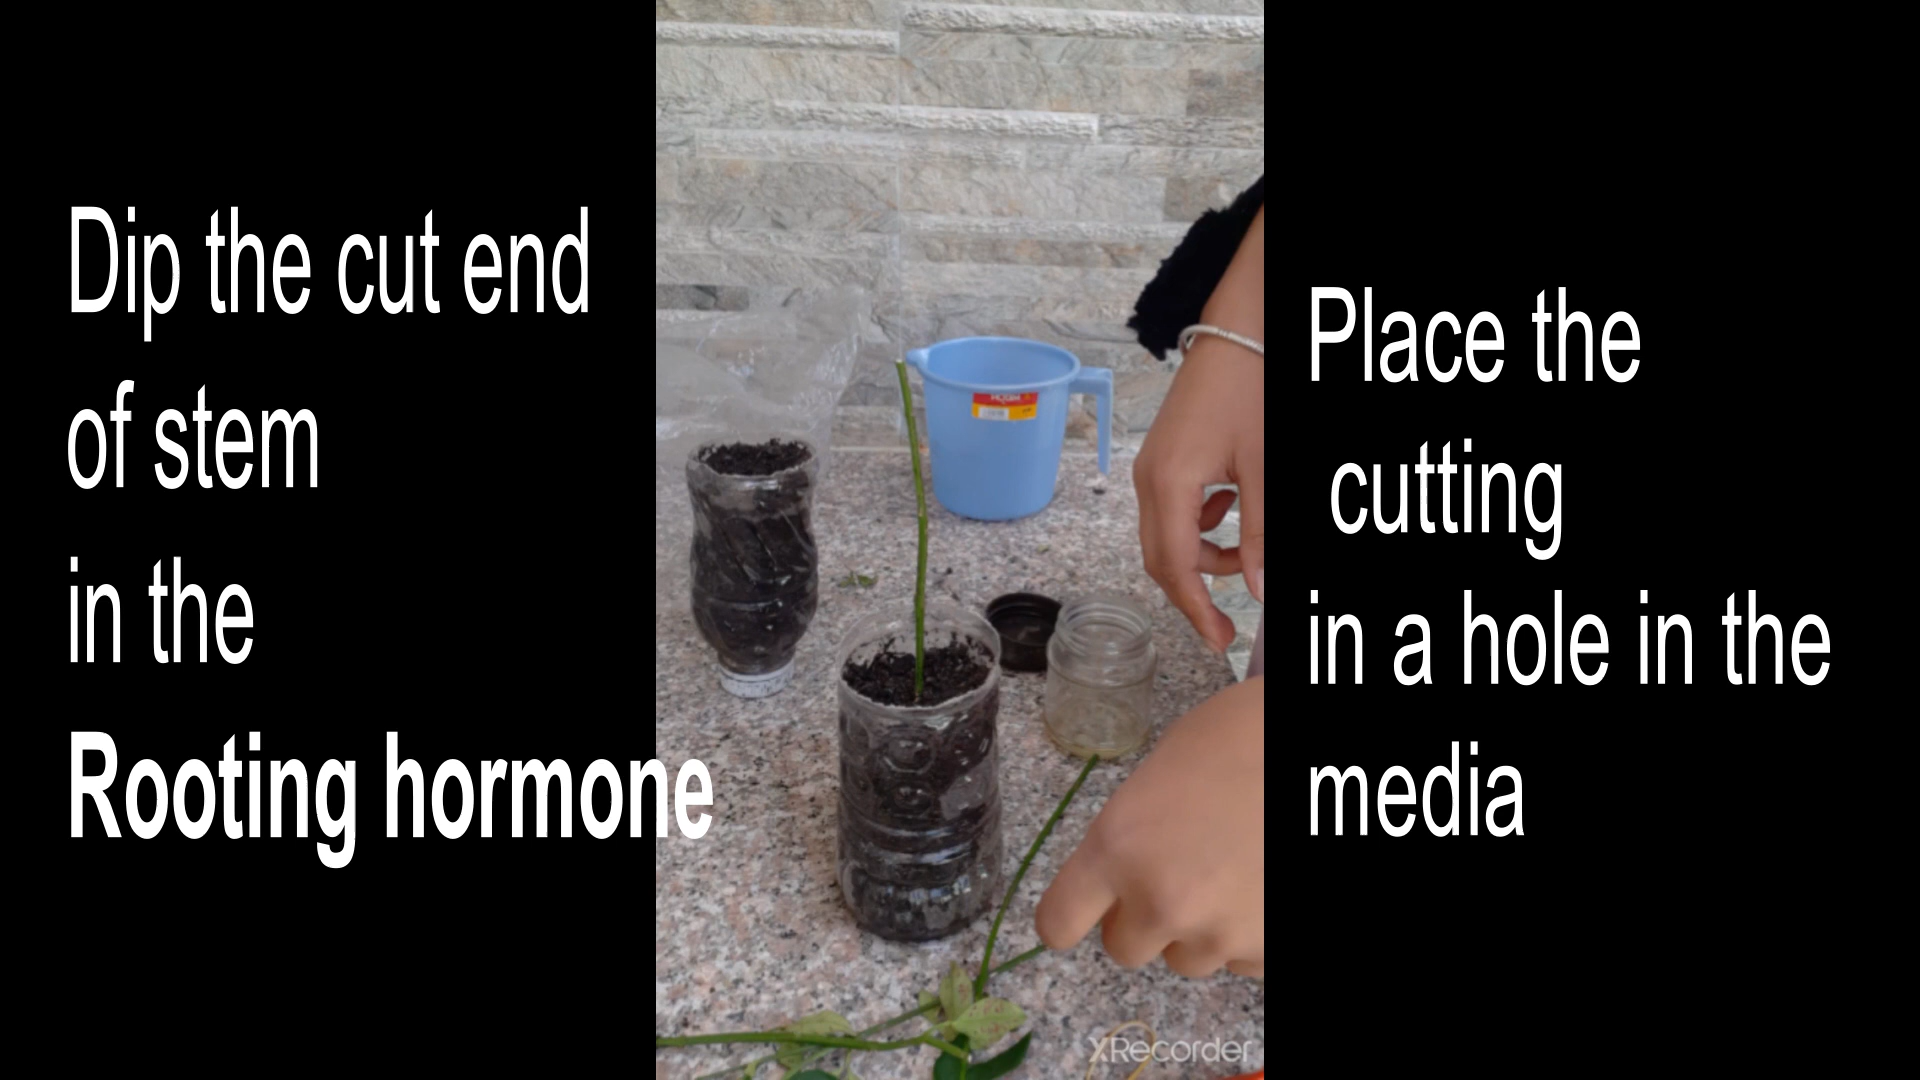 Dip the cut end
of stem
in the
Rooting hormone
Place the
cutting
in a hole in the
media
XRecorder